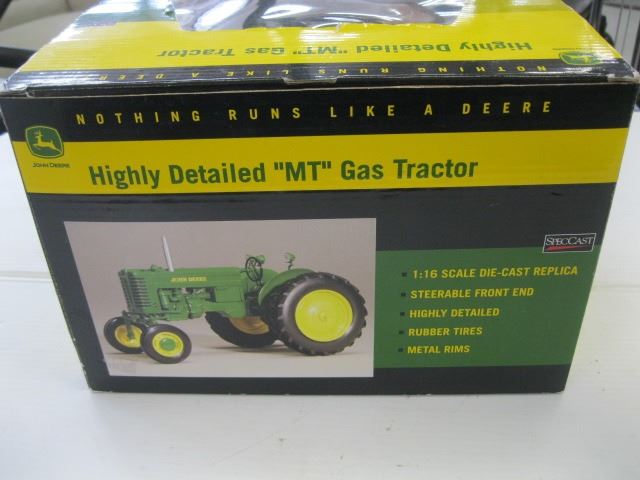 Highly Detailed "MT" Gas Tractor
NOTHING RUNS LIKE A DEERE
NOTHING RUNS LIKE A DEERE
JOHN DEERE
Highly Detailed "MT" Gas Tractor
SPECCAST
JOHN DEERE
1:16 SCALE DIE-CAST REPLICA
STEERABLE FRONT END
HIGHLY DETAILED
RUBBER TIRES
METAL RIMS